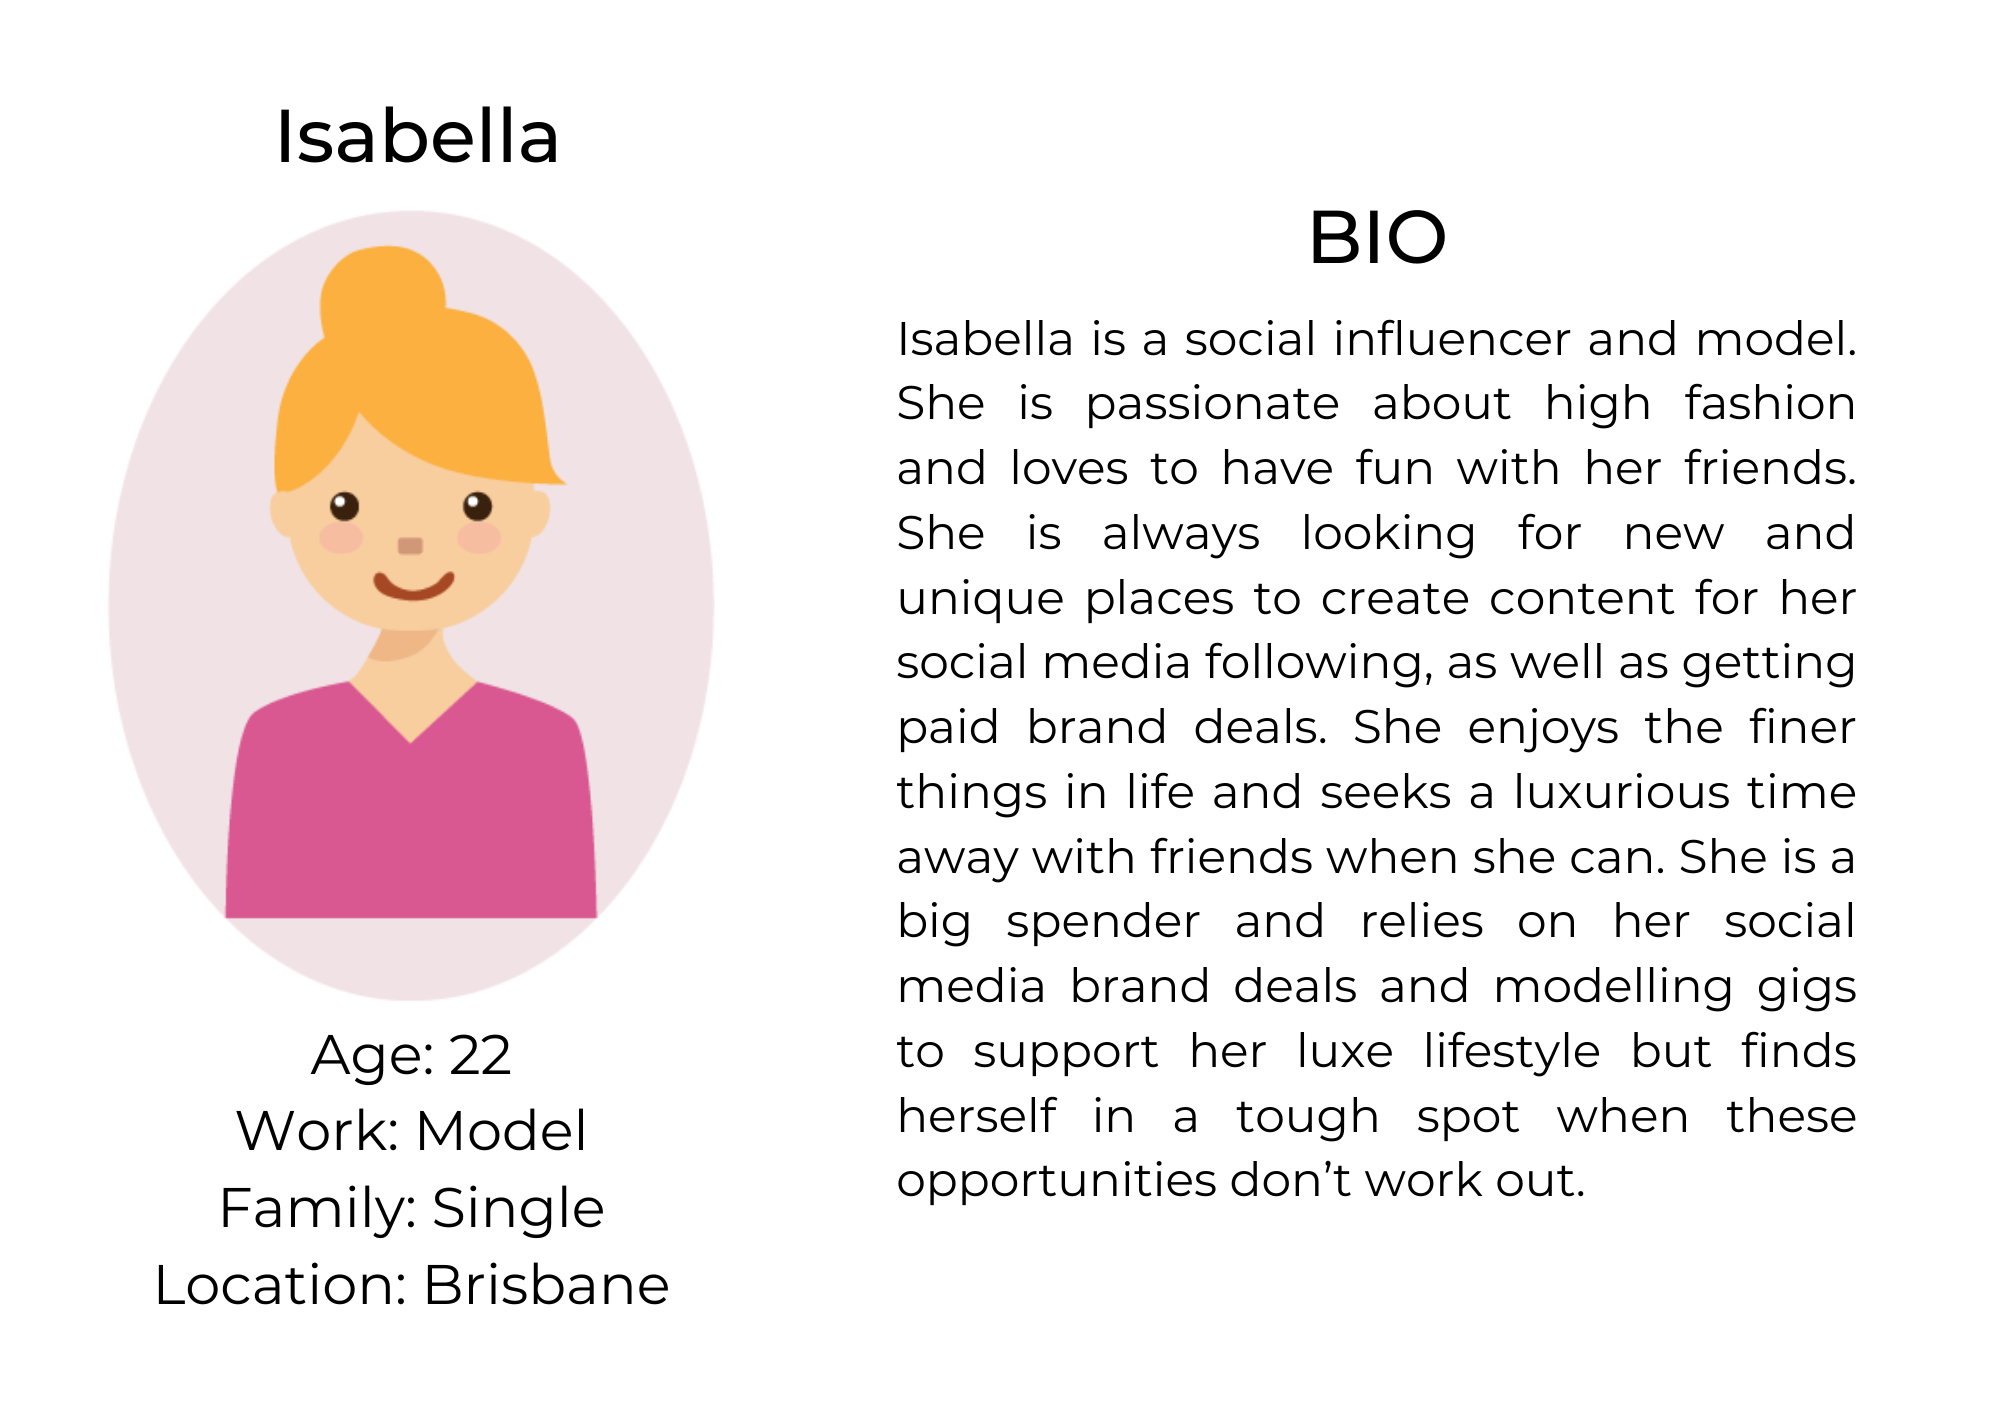 Isabella
Age: 22
Work: Model
Family: Single
Location: Brisbane
BIO
Isabella is a social influencer and model.
She is passionate about high fashion
and loves to have fun with her friends.
She is always looking for new and
unique places to create content for her
social media following, as well as getting
paid brand deals. She enjoys the finer
things in life and seeks a luxurious time
away with friends when she can. She is a
big spender and relies on her social
media brand deals and modelling gigs
to support her luxe lifestyle but finds
herself in a tough spot when these
opportunities don’t work out.